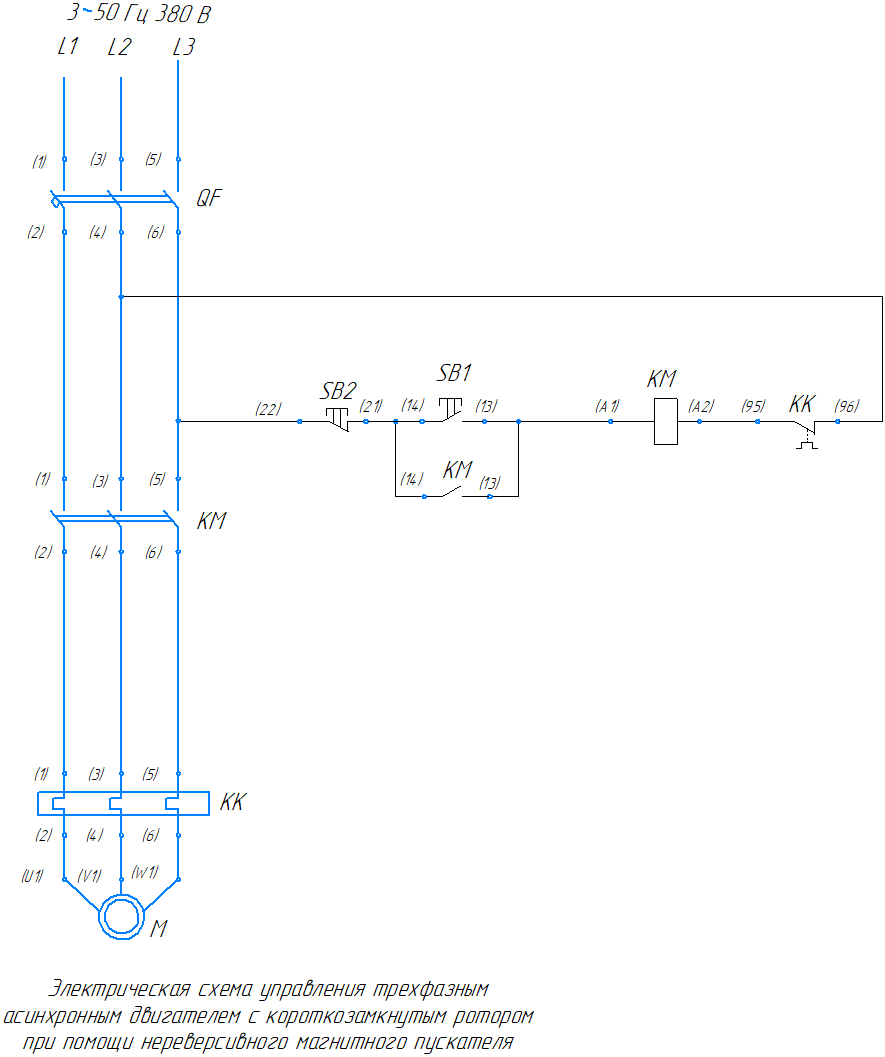 3~50 Гц 380 В
L1 L2 L3
(1) (3) (5)
QF
(2) (4) (6)
SB2 SB1 KM KK
(22) (21) (14) (13) (A1) (A2) (95) (96)
KM
(14) (13)
(1) (3) (5)
KM
(2) (4) (6)
(1) (3) (5)
KK
(2) (4) (6)
(U1) (V1) (W1)
M
Электрическая схема управления трехфазным
асинхронным двигателем с короткозамкнутым ротором
при помощи нереверсивного магнитного пускателя